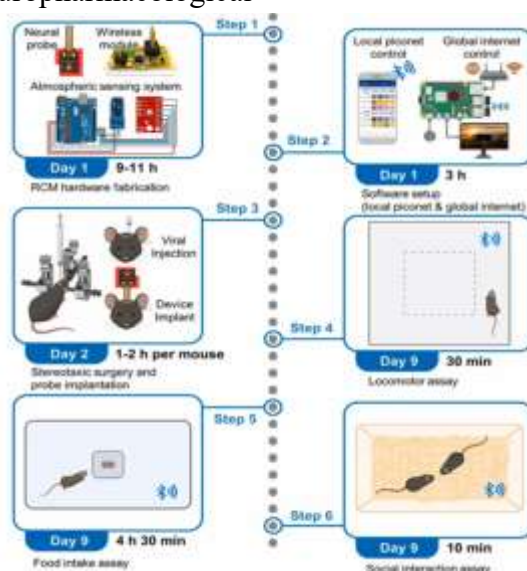 Step 1
Neural probe
Wireless module
Atmospheric sensing system
Day 1 9-11 h
RCM hardware fabrication
Local piconet control
Global internet control
Step 2
Day 1 3 h
Software setup
(local piconet & global internet)
Step 3
Viral Injection
Device Implant
Day 2 1-2 h per mouse
Stereotaxic surgery and
probe implantation
Step 4
Day 9 30 min
Locomotor assay
Step 5
Day 9 4 h 30 min
Food intake assay
Step 6
Day 9 10 min
Social interaction assay